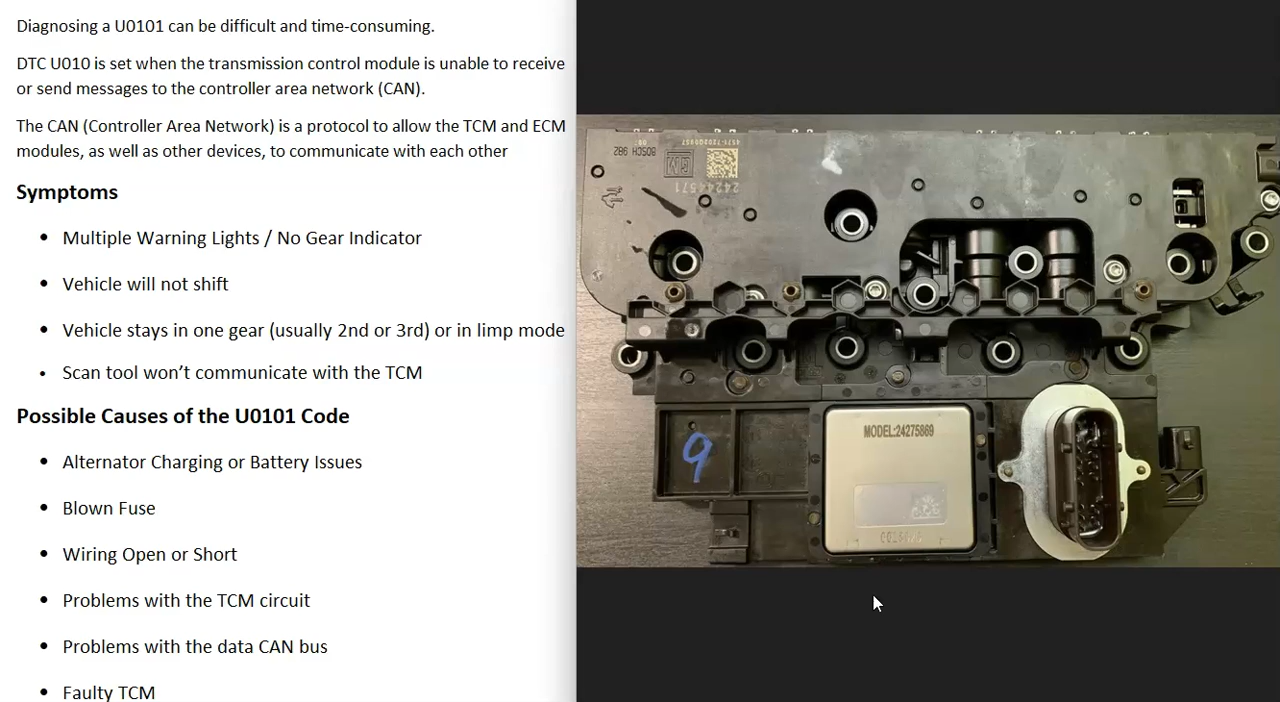 Diagnosing a U0101 can be difficult and time-consuming.
DTC U010 is set when the transmission control module is unable to receive
or send messages to the controller area network (CAN).
The CAN (Controller Area Network) is a protocol to allow the TCM and ECM
modules, as well as other devices, to communicate with each other
Symptoms
• Multiple Warning Lights / No Gear Indicator
• Vehicle will not shift
• Vehicle stays in one gear (usually 2nd or 3rd) or in limp mode
• Scan tool won’t communicate with the TCM
Possible Causes of the U0101 Code
• Alternator Charging or Battery Issues
• Blown Fuse
• Wiring Open or Short
• Problems with the TCM circuit
• Problems with the data CAN bus
• Faulty TCM
BOSCH 982
GM
24244571
MODEL:24275869
9